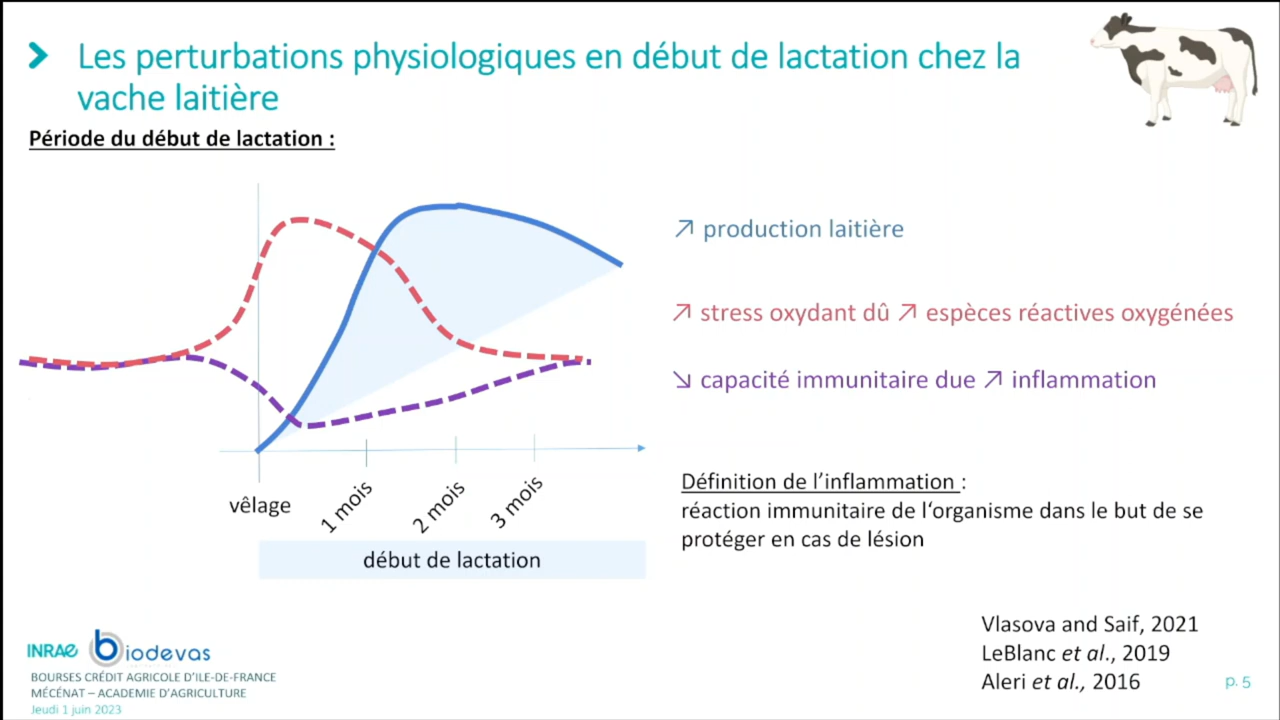 Les perturbations physiologiques en début de lactation chez la
vache laitière
Période du début de lactation :
↗ production laitière
↗ stress oxydant dû ↗ espèces réactives oxygénées
↘ capacité immunitaire due ↗ inflammation
vêlage
1 mois
2 mois
3 mois
début de lactation
Définition de l'inflammation :
réaction immunitaire de l‘organisme dans le but de se
protéger en cas de lésion
Vlasova and Saif, 2021
LeBlanc et al., 2019
Aleri et al., 2016
INRAE biodevas
BOURSES CRÉDIT AGRICOLE D'ILE-DE-FRANCE
MÉCÉNAT – ACADEMIE D'AGRICULTURE
Jeudi 1 juin 2023
p. 5